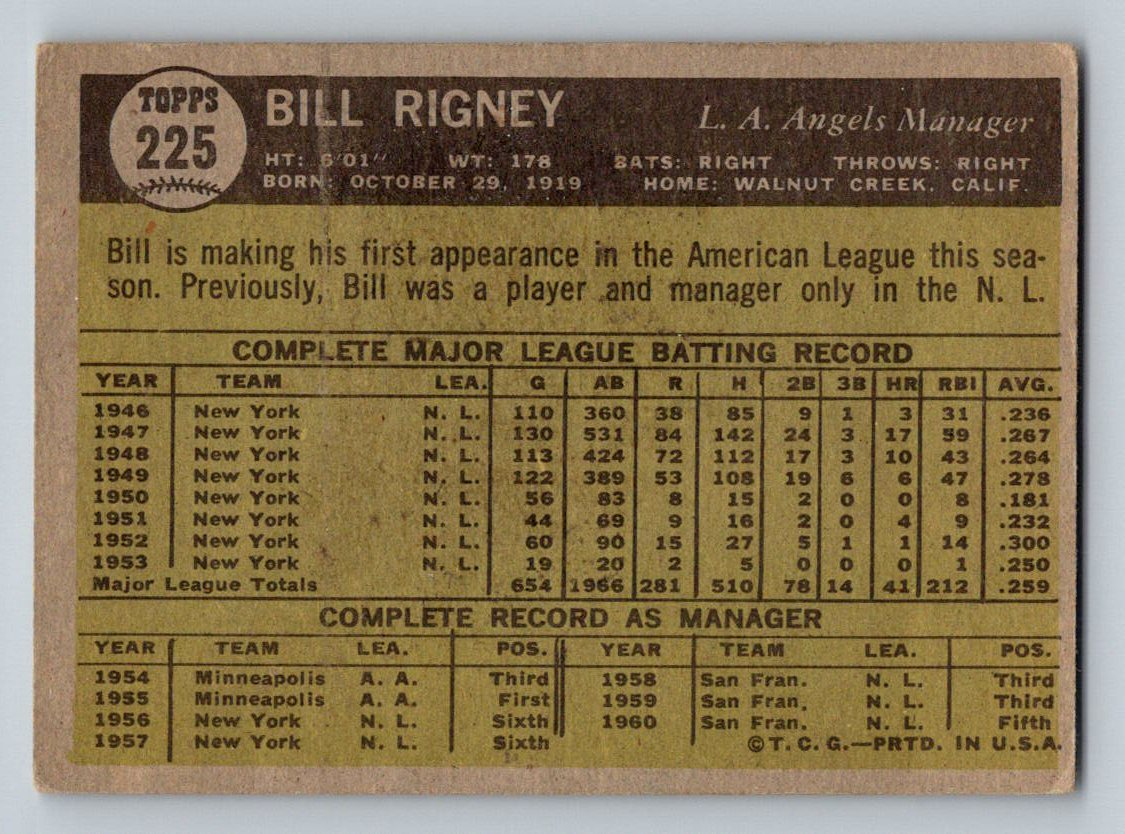 TOPPS
225
BILL RIGNEY
L. A. Angels Manager
HT: 6'01" WT: 178 BATS: RIGHT THROWS: RIGHT
BORN: OCTOBER 29, 1919 HOME: WALNUT CREEK, CALIF.
Bill is making his first appearance in the American League this sea-
son. Previously, Bill was a player and manager only in the N. L.
COMPLETE MAJOR LEAGUE BATTING RECORD
YEAR TEAM LEA. G AB R H 2B 3B HR RBI AVG.
1946 New York N. L. 110 360 38 85 9 1 3 31 .236
1947 New York N. L. 130 531 84 142 24 3 17 59 .267
1948 New York N. L. 113 424 72 112 17 3 10 43 .264
1949 New York N. L. 122 389 53 108 19 6 6 47 .278
1950 New York N. L. 56 83 8 15 2 0 0 8 .181
1951 New York N. L. 44 69 9 16 2 0 4 9 .232
1952 New York N. L. 60 90 15 27 5 1 1 14 .300
1953 New York N. L. 19 20 2 5 0 0 0 1 .250
Major League Totals 654 1966 281 510 78 14 41 212 .259
COMPLETE RECORD AS MANAGER
YEAR TEAM LEA. POS. YEAR TEAM LEA. POS.
1954 Minneapolis A. A. Third 1958 San Fran. N. L. Third
1955 Minneapolis A. A. First 1959 San Fran. N. L. Third
1956 New York N. L. Sixth 1960 San Fran. N. L. Fifth
1957 New York N. L. Sixth ©T. C. G.—PRTD. IN U.S.A.